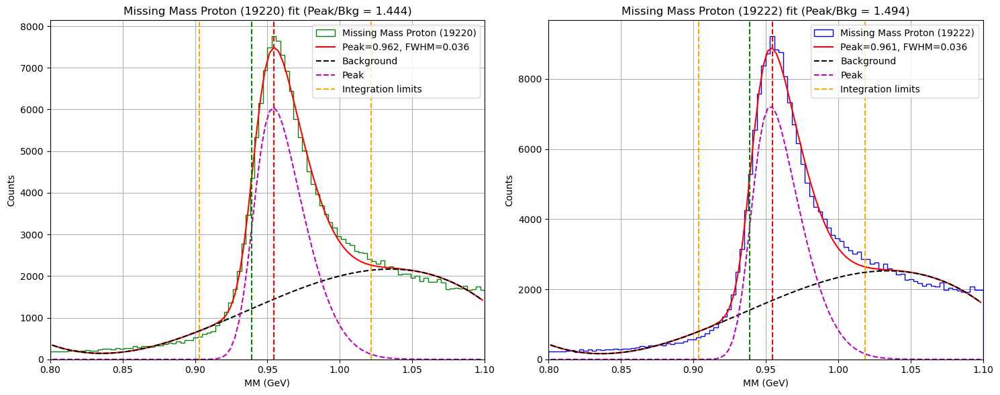 Missing Mass Proton (19220) fit (Peak/Bkg = 1.444)
8000
7000
6000
5000
4000
3000
2000
1000
0
Counts
0.80
0.85
0.90
0.95
1.00
1.05
1.10
MM (GeV)
Missing Mass Proton (19220)
Peak=0.962, FWHM=0.036
Background
Peak
Integration limits
Missing Mass Proton (19222) fit (Peak/Bkg = 1.494)
8000
6000
4000
2000
0
Counts
0.80
0.85
0.90
0.95
1.00
1.05
1.10
MM (GeV)
Missing Mass Proton (19222)
Peak=0.961, FWHM=0.036
Background
Peak
Integration limits